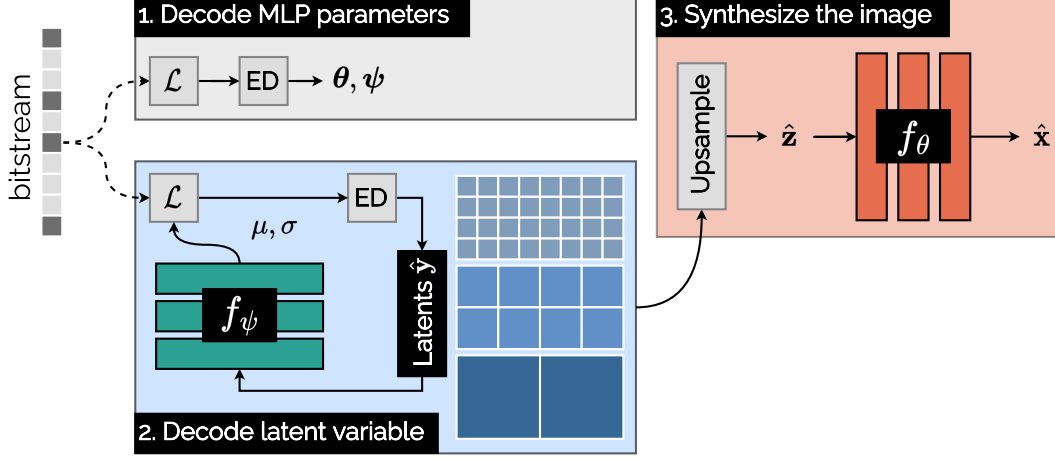 1. Decode MLP parameters
3. Synthesize the image
bitstream
ℒ
ED
θ, ψ
Upsample
ẑ
f_θ
x̂
ℒ
ED
μ, σ
f_ψ
Latents ŷ
2. Decode latent variable